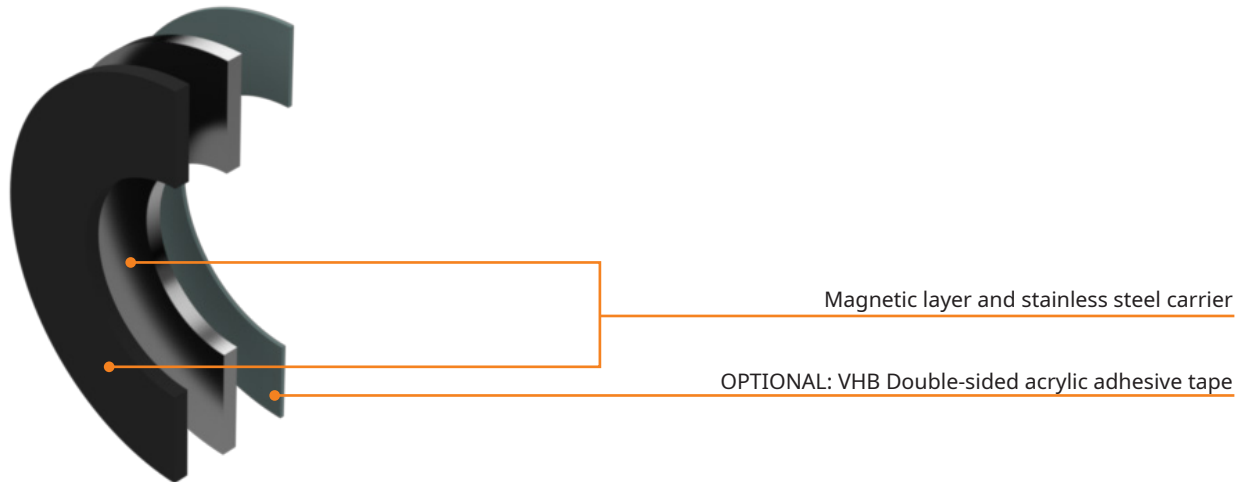 Magnetic layer and stainless steel carrier
OPTIONAL: VHB Double-sided acrylic adhesive tape